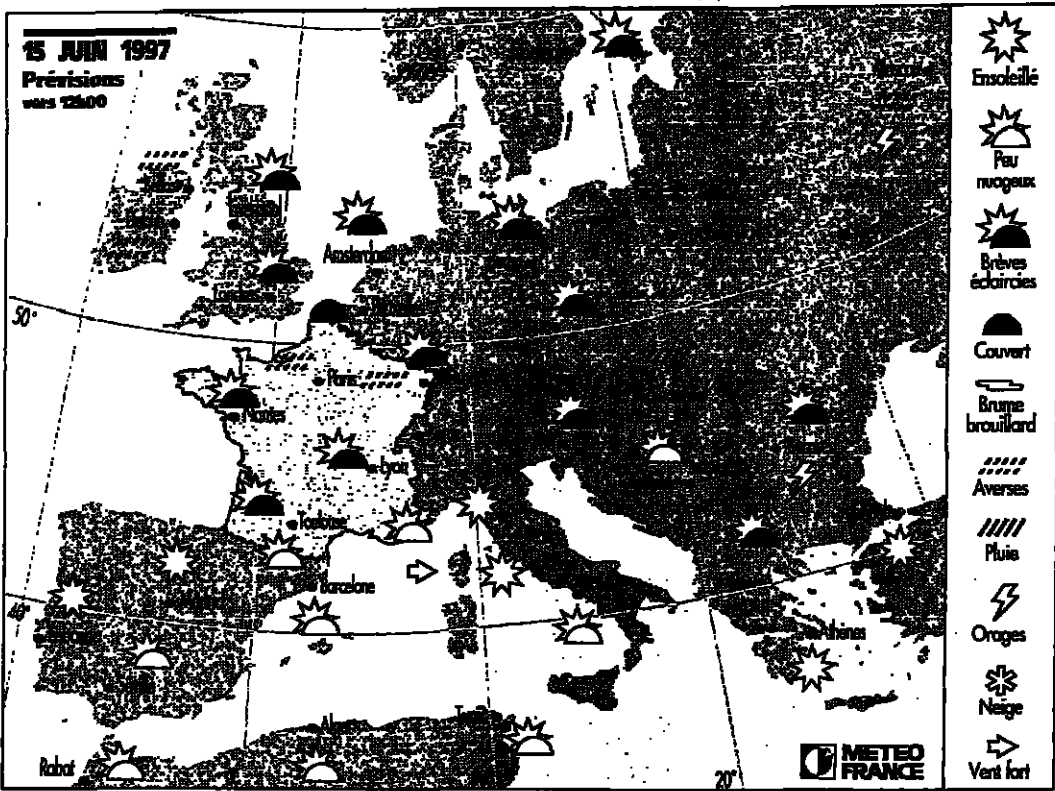 15 JUIN 1997
Prévisions
vers 12h00
Amsterdam
50°
Paris
Nantes
Lyon
Toulouse
Barcelone
40°
Athènes
Rabat
20°
METEO
FRANCE
Ensoleillé
Peu
nuageux
Brèves
éclaircies
Couvert
Brume
brouillard
Averses
Pluie
Orages
Neige
Vent fort